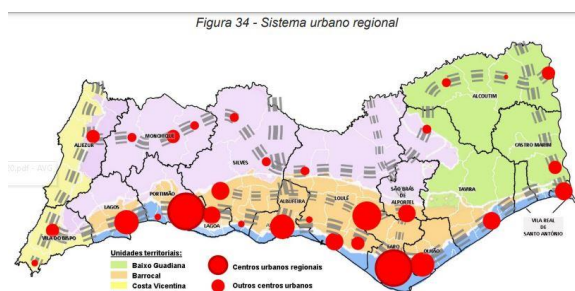 Figura 34 - Sistema urbano regional
ALCOUTIM
ALJEZUR
MONCHIQUE
CASTRO MARIM
SILVES
SÃO BRÁS
DE
ALPORTEL
TAVIRA
LAGOS
PORTIMÃO
ALBUFEIRA
LOULÉ
LAGOA
VILA DO BISPO
FARO
OLHÃO
VILA REAL
DE
SANTO ANTÓNIO
Unidades territoriais:
Baixo Guadiana
Barrocal
Costa Vicentina
Centros urbanos regionais
Outros centros urbanos